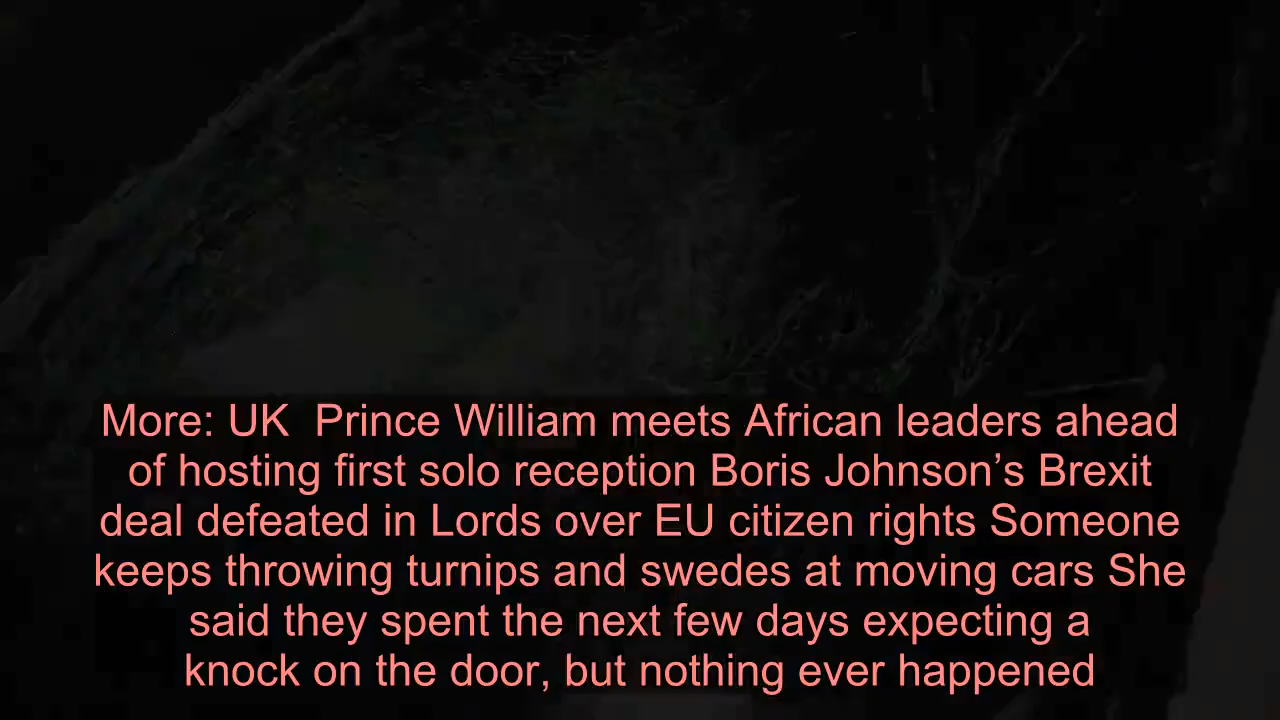 More: UK  Prince William meets African leaders ahead
of hosting first solo reception Boris Johnson’s Brexit
deal defeated in Lords over EU citizen rights Someone
keeps throwing turnips and swedes at moving cars She
said they spent the next few days expecting a
knock on the door, but nothing ever happened